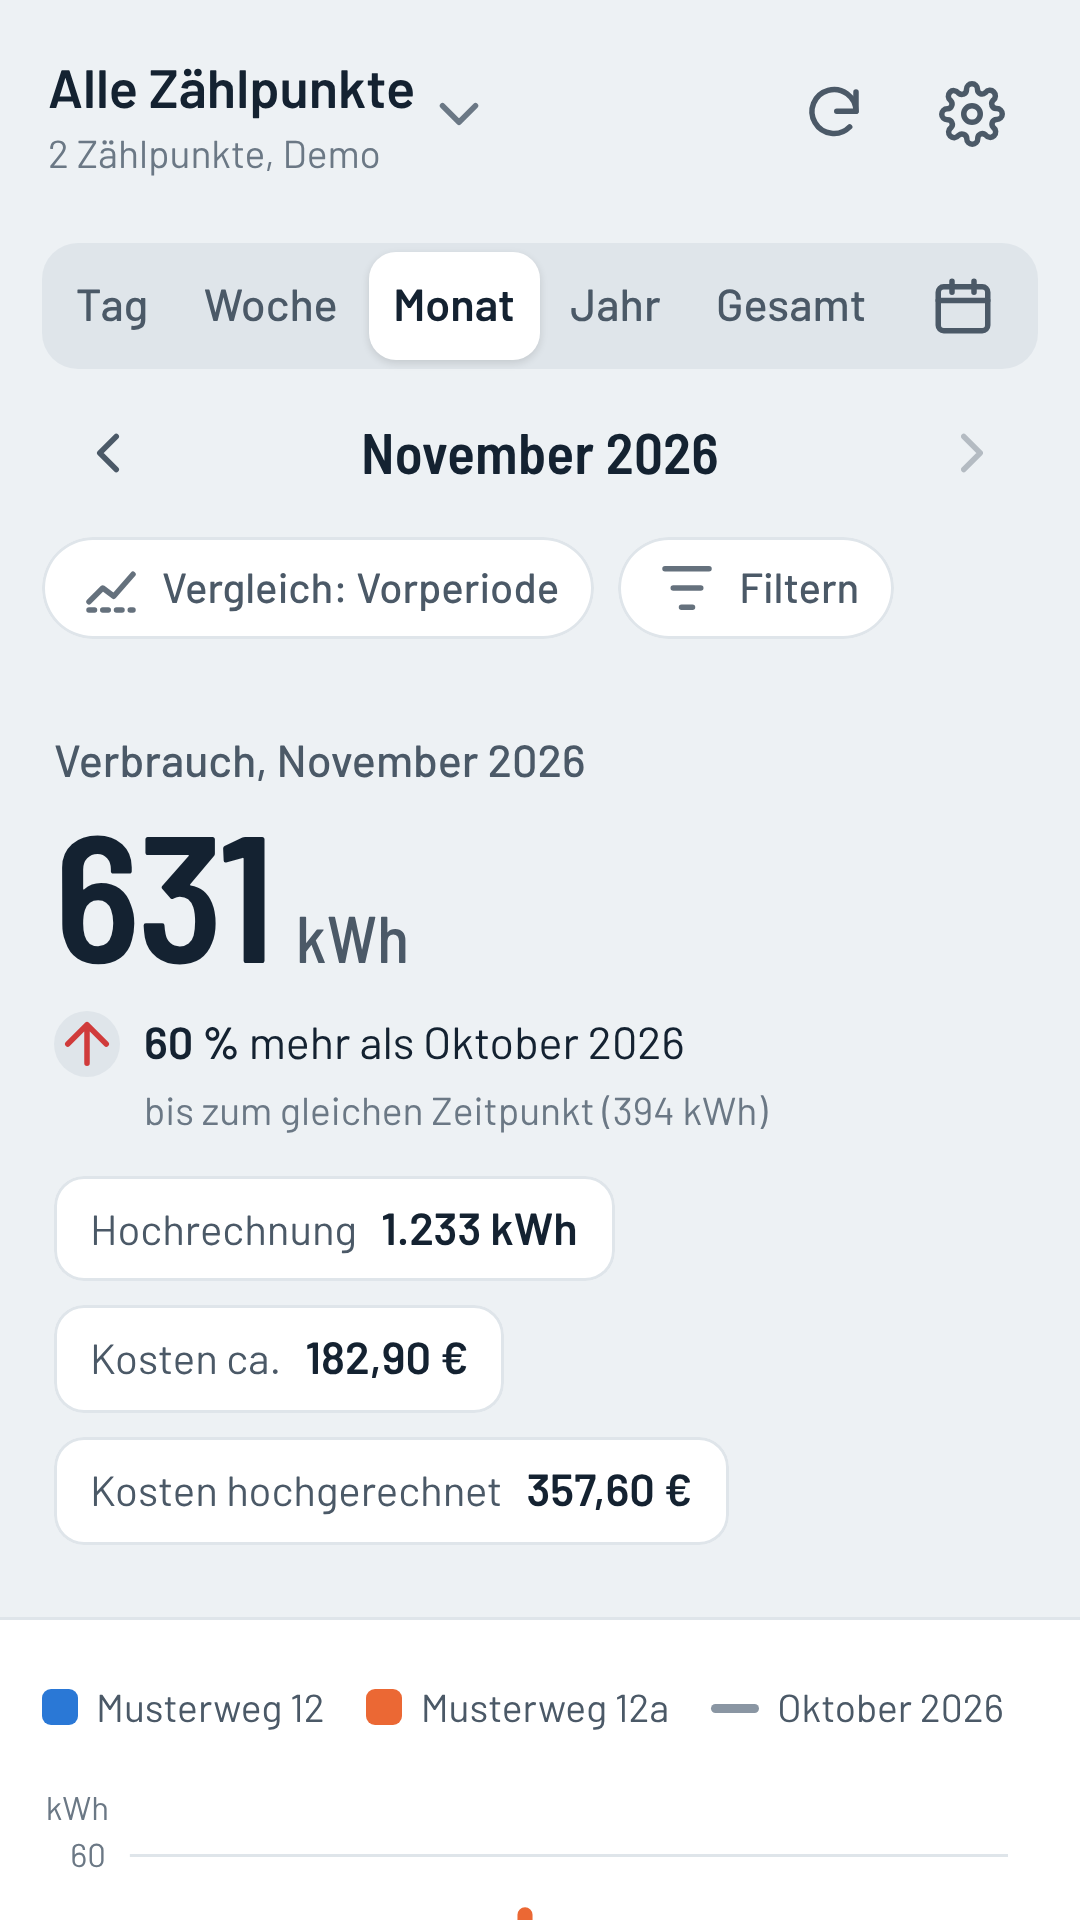 Alle Zählpunkte
2 Zählpunkte, Demo
Tag Woche Monat Jahr Gesamt
November 2026
Vergleich: Vorperiode Filtern
Verbrauch, November 2026
631 kWh
60 % mehr als Oktober 2026
bis zum gleichen Zeitpunkt (394 kWh)
Hochrechnung 1.233 kWh
Kosten ca. 182,90 €
Kosten hochgerechnet 357,60 €
Musterweg 12 Musterweg 12a Oktober 2026
kWh
60